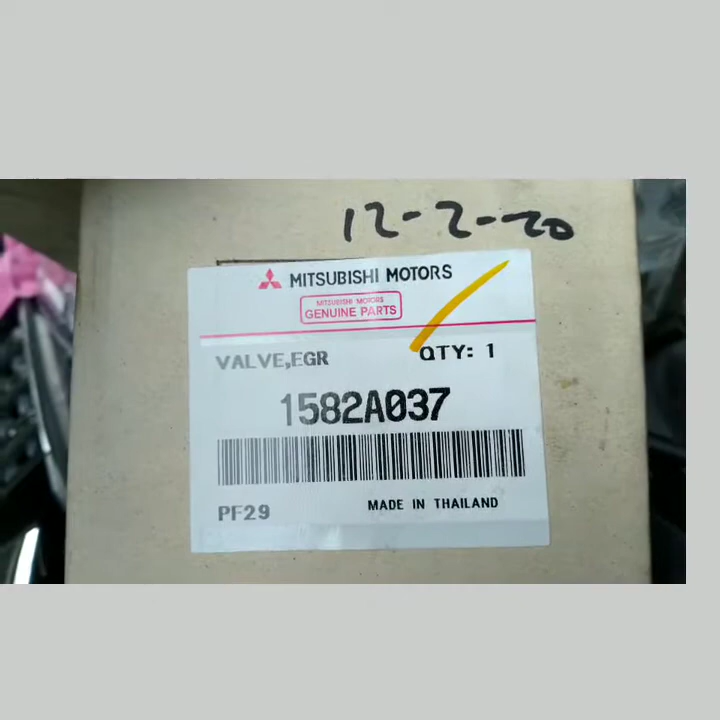 12-2-20
MITSUBISHI MOTORS
MITSUBISHI MOTORS
GENUINE PARTS
VALVE,EGR QTY: 1
1582A037
PF29 MADE IN THAILAND